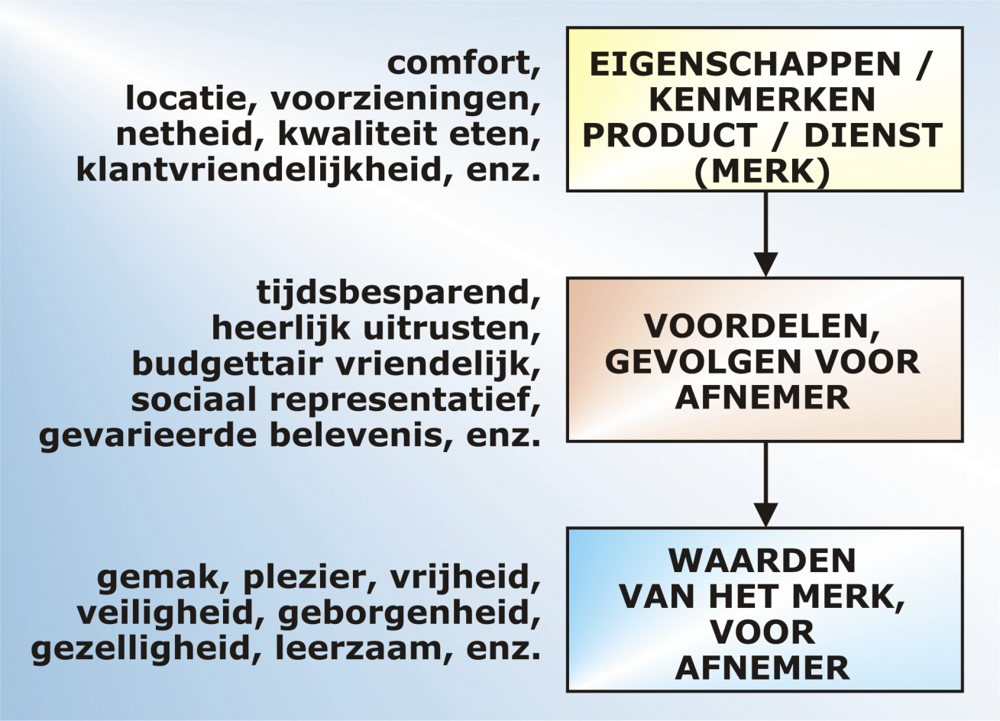 comfort,
locatie, voorzieningen,
netheid, kwaliteit eten,
klantvriendelijkheid, enz.
EIGENSCHAPPEN /
KENMERKEN
PRODUCT / DIENST
(MERK)
tijdsbesparend,
heerlijk uitrusten,
budgettair vriendelijk,
sociaal representatief,
gevarieerde belevenis, enz.
VOORDELEN,
GEVOLGEN VOOR
AFNEMER
gemak, plezier, vrijheid,
veiligheid, geborgenheid,
gezelligheid, leerzaam, enz.
WAARDEN
VAN HET MERK,
VOOR
AFNEMER